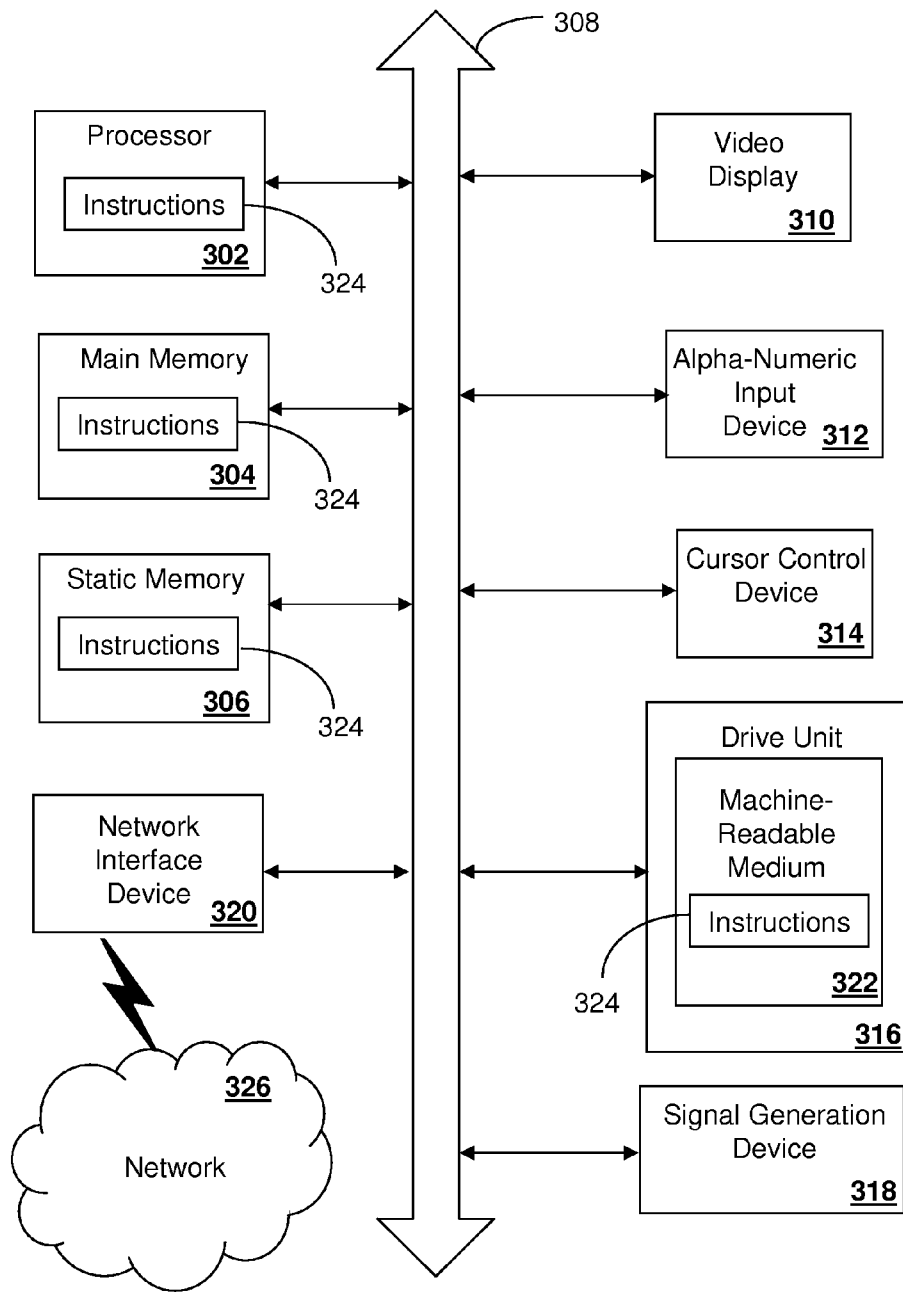 308
Processor
Instructions
302
324
Main Memory
Instructions
304
324
Static Memory
Instructions
306
324
Network
Interface
Device
320
326
Network
Video
Display
310
Alpha-Numeric
Input
Device
312
Cursor Control
Device
314
Drive Unit
Machine-
Readable
Medium
Instructions
324
322
316
Signal Generation
Device
318